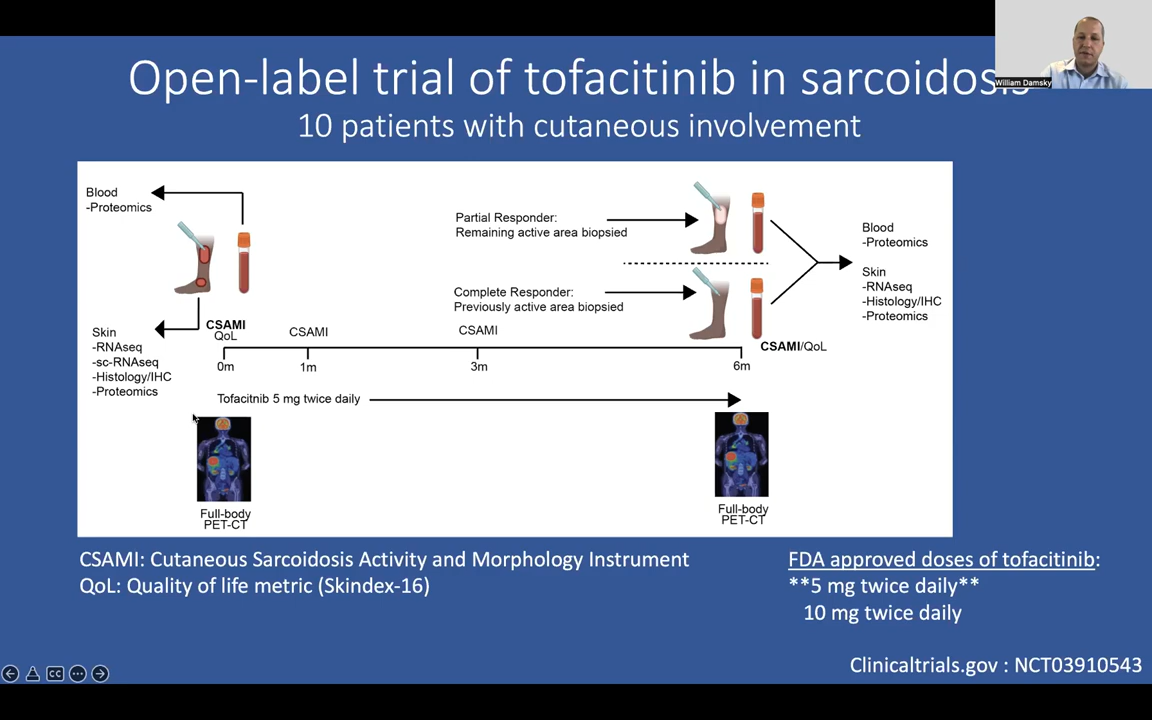 Open-label trial of tofacitinib in sarcoidosis
10 patients with cutaneous involvement
William Damsky
Blood
-Proteomics
Skin
-RNAseq
-sc-RNAseq
-Histology/IHC
-Proteomics
CSAMI
QoL
CSAMI
CSAMI
CSAMI/QoL
0m
1m
3m
6m
Partial Responder:
Remaining active area biopsied
Complete Responder:
Previously active area biopsied
Blood
-Proteomics
Skin
-RNAseq
-Histology/IHC
-Proteomics
Tofacitnib 5 mg twice daily
Full-body
PET-CT
Full-body
PET-CT
CSAMI: Cutaneous Sarcoidosis Activity and Morphology Instrument
QoL: Quality of life metric (Skindex-16)
FDA approved doses of tofacitinib:
**5 mg twice daily**
10 mg twice daily
Clinicaltrials.gov : NCT03910543
CC